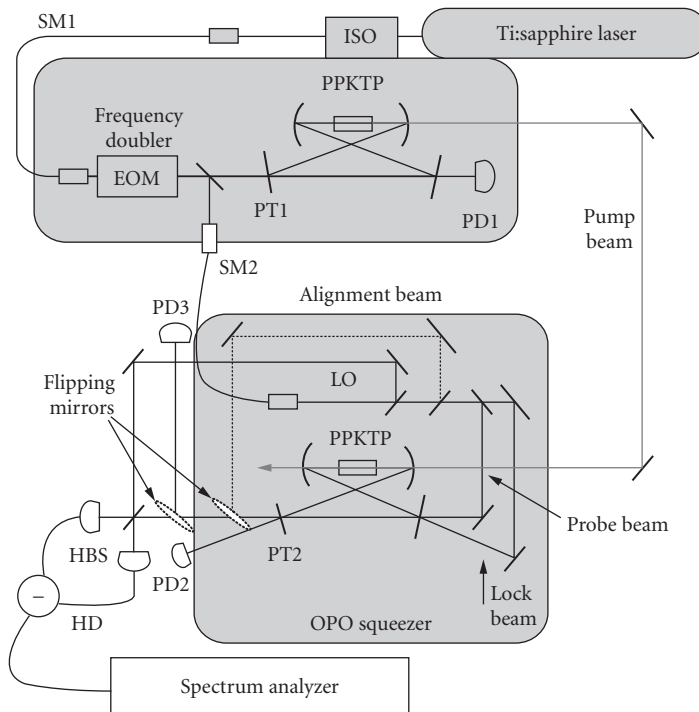 SM1
ISO
Ti:sapphire laser
PPKTP
Frequency
doubler
EOM
PT1
PD1
Pump
beam
SM2
Alignment beam
PD3
LO
Flipping
mirrors
PPKTP
Probe beam
HBS
PD2
PT2
Lock
beam
−
HD
OPO squeezer
Spectrum analyzer